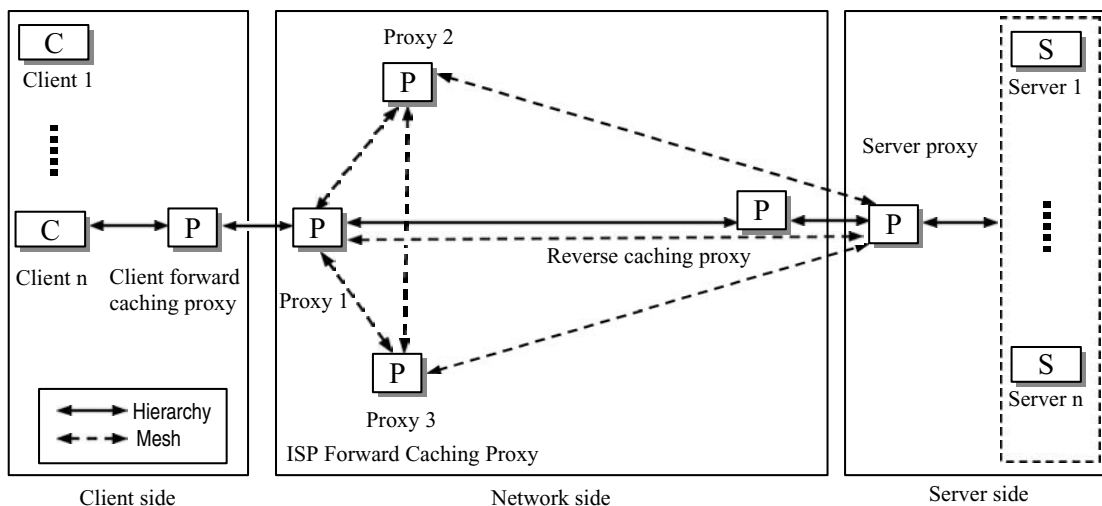 C
Client 1
C
Client n
P
Client forward
caching proxy
Hierarchy
Mesh
Client side
Proxy 2
P
P
Proxy 1
P
Reverse caching proxy
P
Proxy 3
ISP Forward Caching Proxy
Network side
Server proxy
P
S
Server 1
S
Server n
Server side